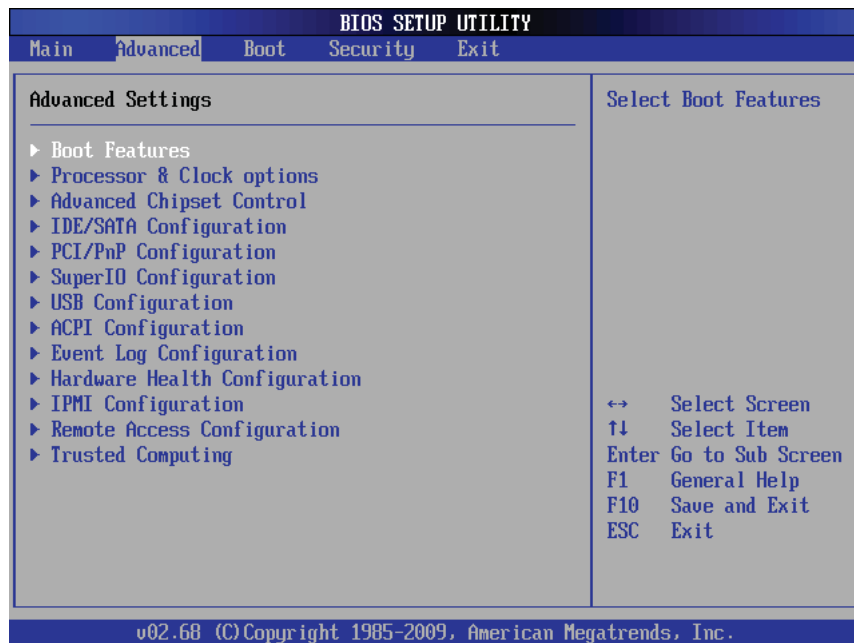 BIOS SETUP UTILITY
Main Advanced Boot Security Exit
Advanced Settings
▶ Boot Features
▶ Processor & Clock options
▶ Advanced Chipset Control
▶ IDE/SATA Configuration
▶ PCI/PnP Configuration
▶ SuperIO Configuration
▶ USB Configuration
▶ ACPI Configuration
▶ Event Log Configuration
▶ Hardware Health Configuration
▶ IPMI Configuration
▶ Remote Access Configuration
▶ Trusted Computing
Select Boot Features
↔ Select Screen
↑↓ Select Item
Enter Go to Sub Screen
F1 General Help
F10 Save and Exit
ESC Exit
v02.68 (C)Copyright 1985-2009, American Megatrends, Inc.